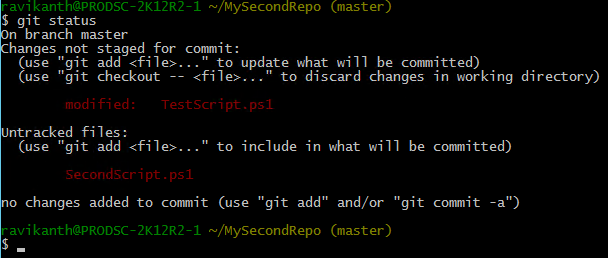 ravikanth@PRODSC-2K12R2-1 ~/MySecondRepo (master)
$ git status
On branch master
Changes not staged for commit:
  (use "git add <file>..." to update what will be committed)
  (use "git checkout -- <file>..." to discard changes in working directory)

        modified:   TestScript.ps1

Untracked files:
  (use "git add <file>..." to include in what will be committed)

        SecondScript.ps1

no changes added to commit (use "git add" and/or "git commit -a")

ravikanth@PRODSC-2K12R2-1 ~/MySecondRepo (master)
$